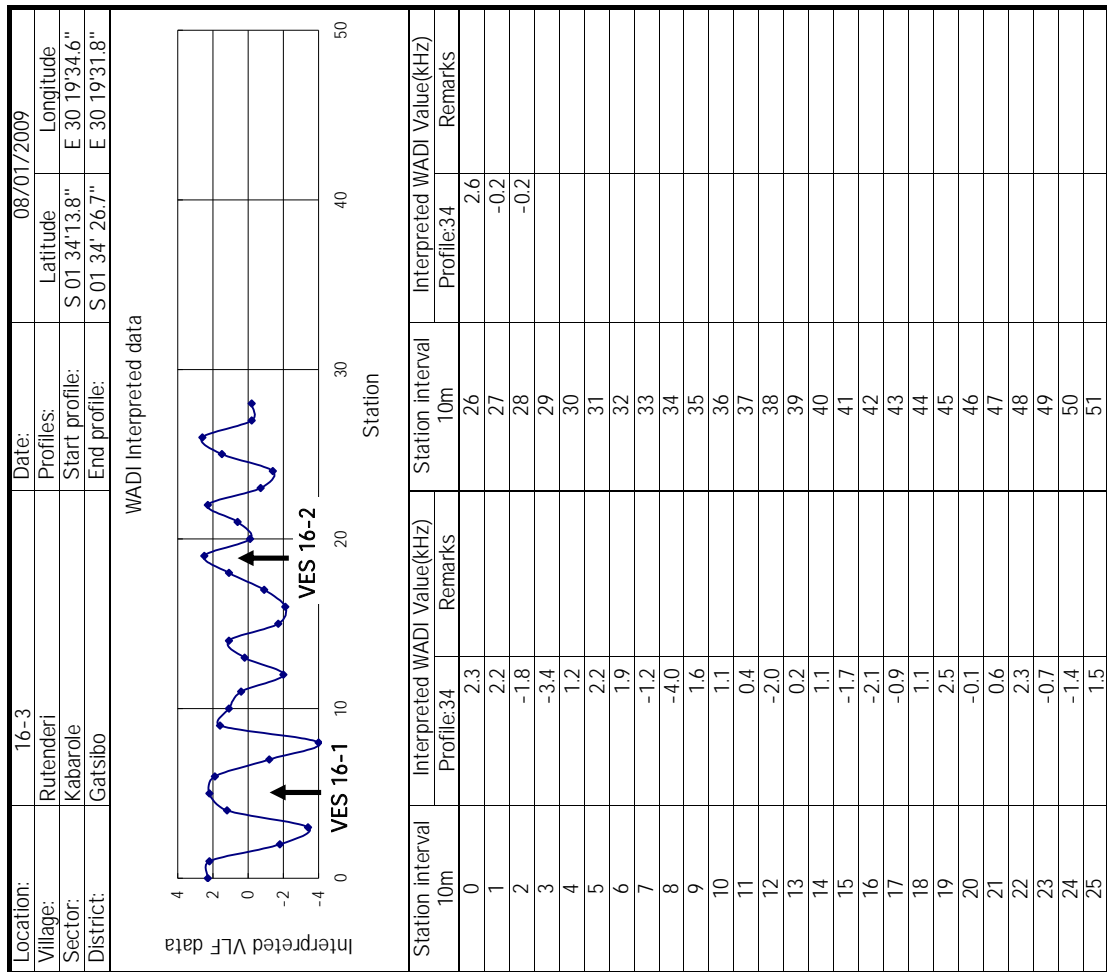 Location: 16-3 Date: 08/01/2009
Village: Rutenderi Profiles: Latitude Longitude
Sector: Kabarole Start profile: S 01 34'13.8" E 30 19'34.6"
District: Gatsibo End profile: S 01 34' 26.7" E 30 19'31.8"
WADI Interpreted data
Interpreted VLF data
4
2
0
-2
-4
0 10 20 30 40 50
VES 16-1
VES 16-2
Station
Station interval Interpreted WADI Value(kHz) Station interval Interpreted WADI Value(kHz)
10m Profile:34 Remarks 10m Profile:34 Remarks
0 2.3 26 2.6
1 2.2 27 -0.2
2 -1.8 28 -0.2
3 -3.4 29
4 1.2 30
5 2.2 31
6 1.9 32
7 -1.2 33
8 -4.0 34
9 1.6 35
10 1.1 36
11 0.4 37
12 -2.0 38
13 0.2 39
14 1.1 40
15 -1.7 41
16 -2.1 42
17 -0.9 43
18 1.1 44
19 2.5 45
20 -0.1 46
21 0.6 47
22 2.3 48
23 -0.7 49
24 -1.4 50
25 1.5 51